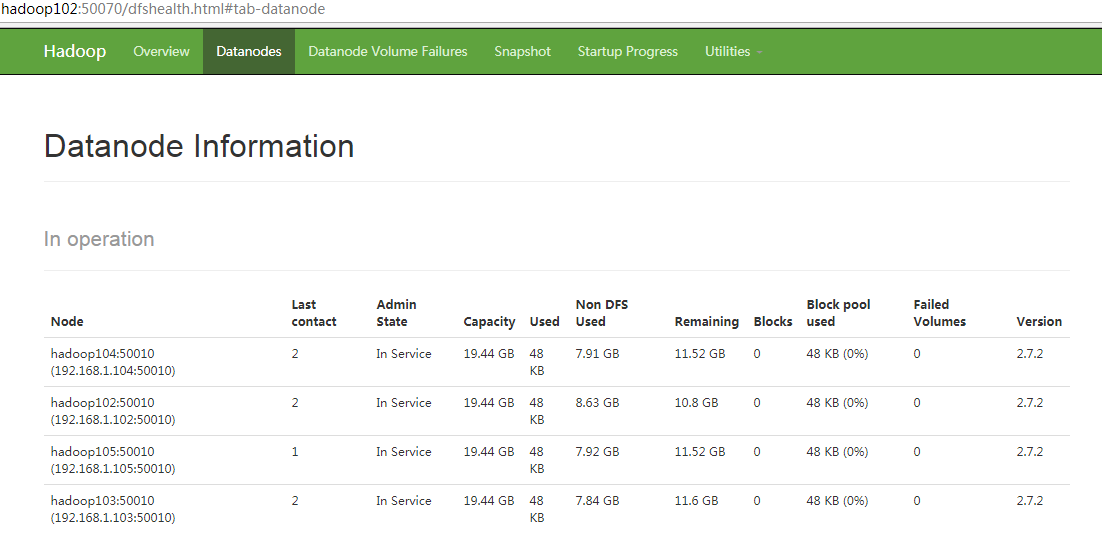 hadoop102:50070/dfshealth.html#tab-datanode
Hadoop Overview Datanodes Datanode Volume Failures Snapshot Startup Progress Utilities
Datanode Information
In operation
Node Last contact Admin State Capacity Used Non DFS Used Remaining Blocks Block pool used Failed Volumes Version
hadoop104:50010 (192.168.1.104:50010) 2 In Service 19.44 GB 48 KB 7.91 GB 11.52 GB 0 48 KB (0%) 0 2.7.2
hadoop102:50010 (192.168.1.102:50010) 2 In Service 19.44 GB 48 KB 8.63 GB 10.8 GB 0 48 KB (0%) 0 2.7.2
hadoop105:50010 (192.168.1.105:50010) 1 In Service 19.44 GB 48 KB 7.92 GB 11.52 GB 0 48 KB (0%) 0 2.7.2
hadoop103:50010 (192.168.1.103:50010) 2 In Service 19.44 GB 48 KB 7.84 GB 11.6 GB 0 48 KB (0%) 0 2.7.2